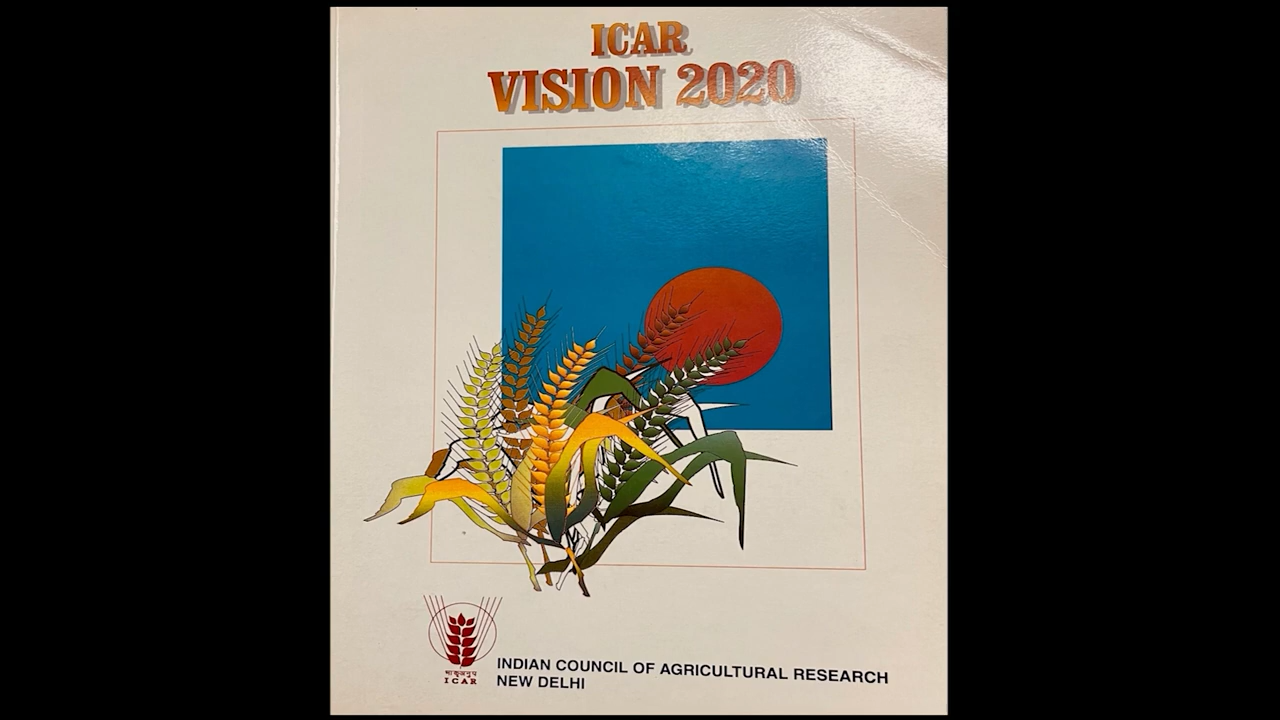 ICAR
VISION 2020
ICAR
INDIAN COUNCIL OF AGRICULTURAL RESEARCH
NEW DELHI